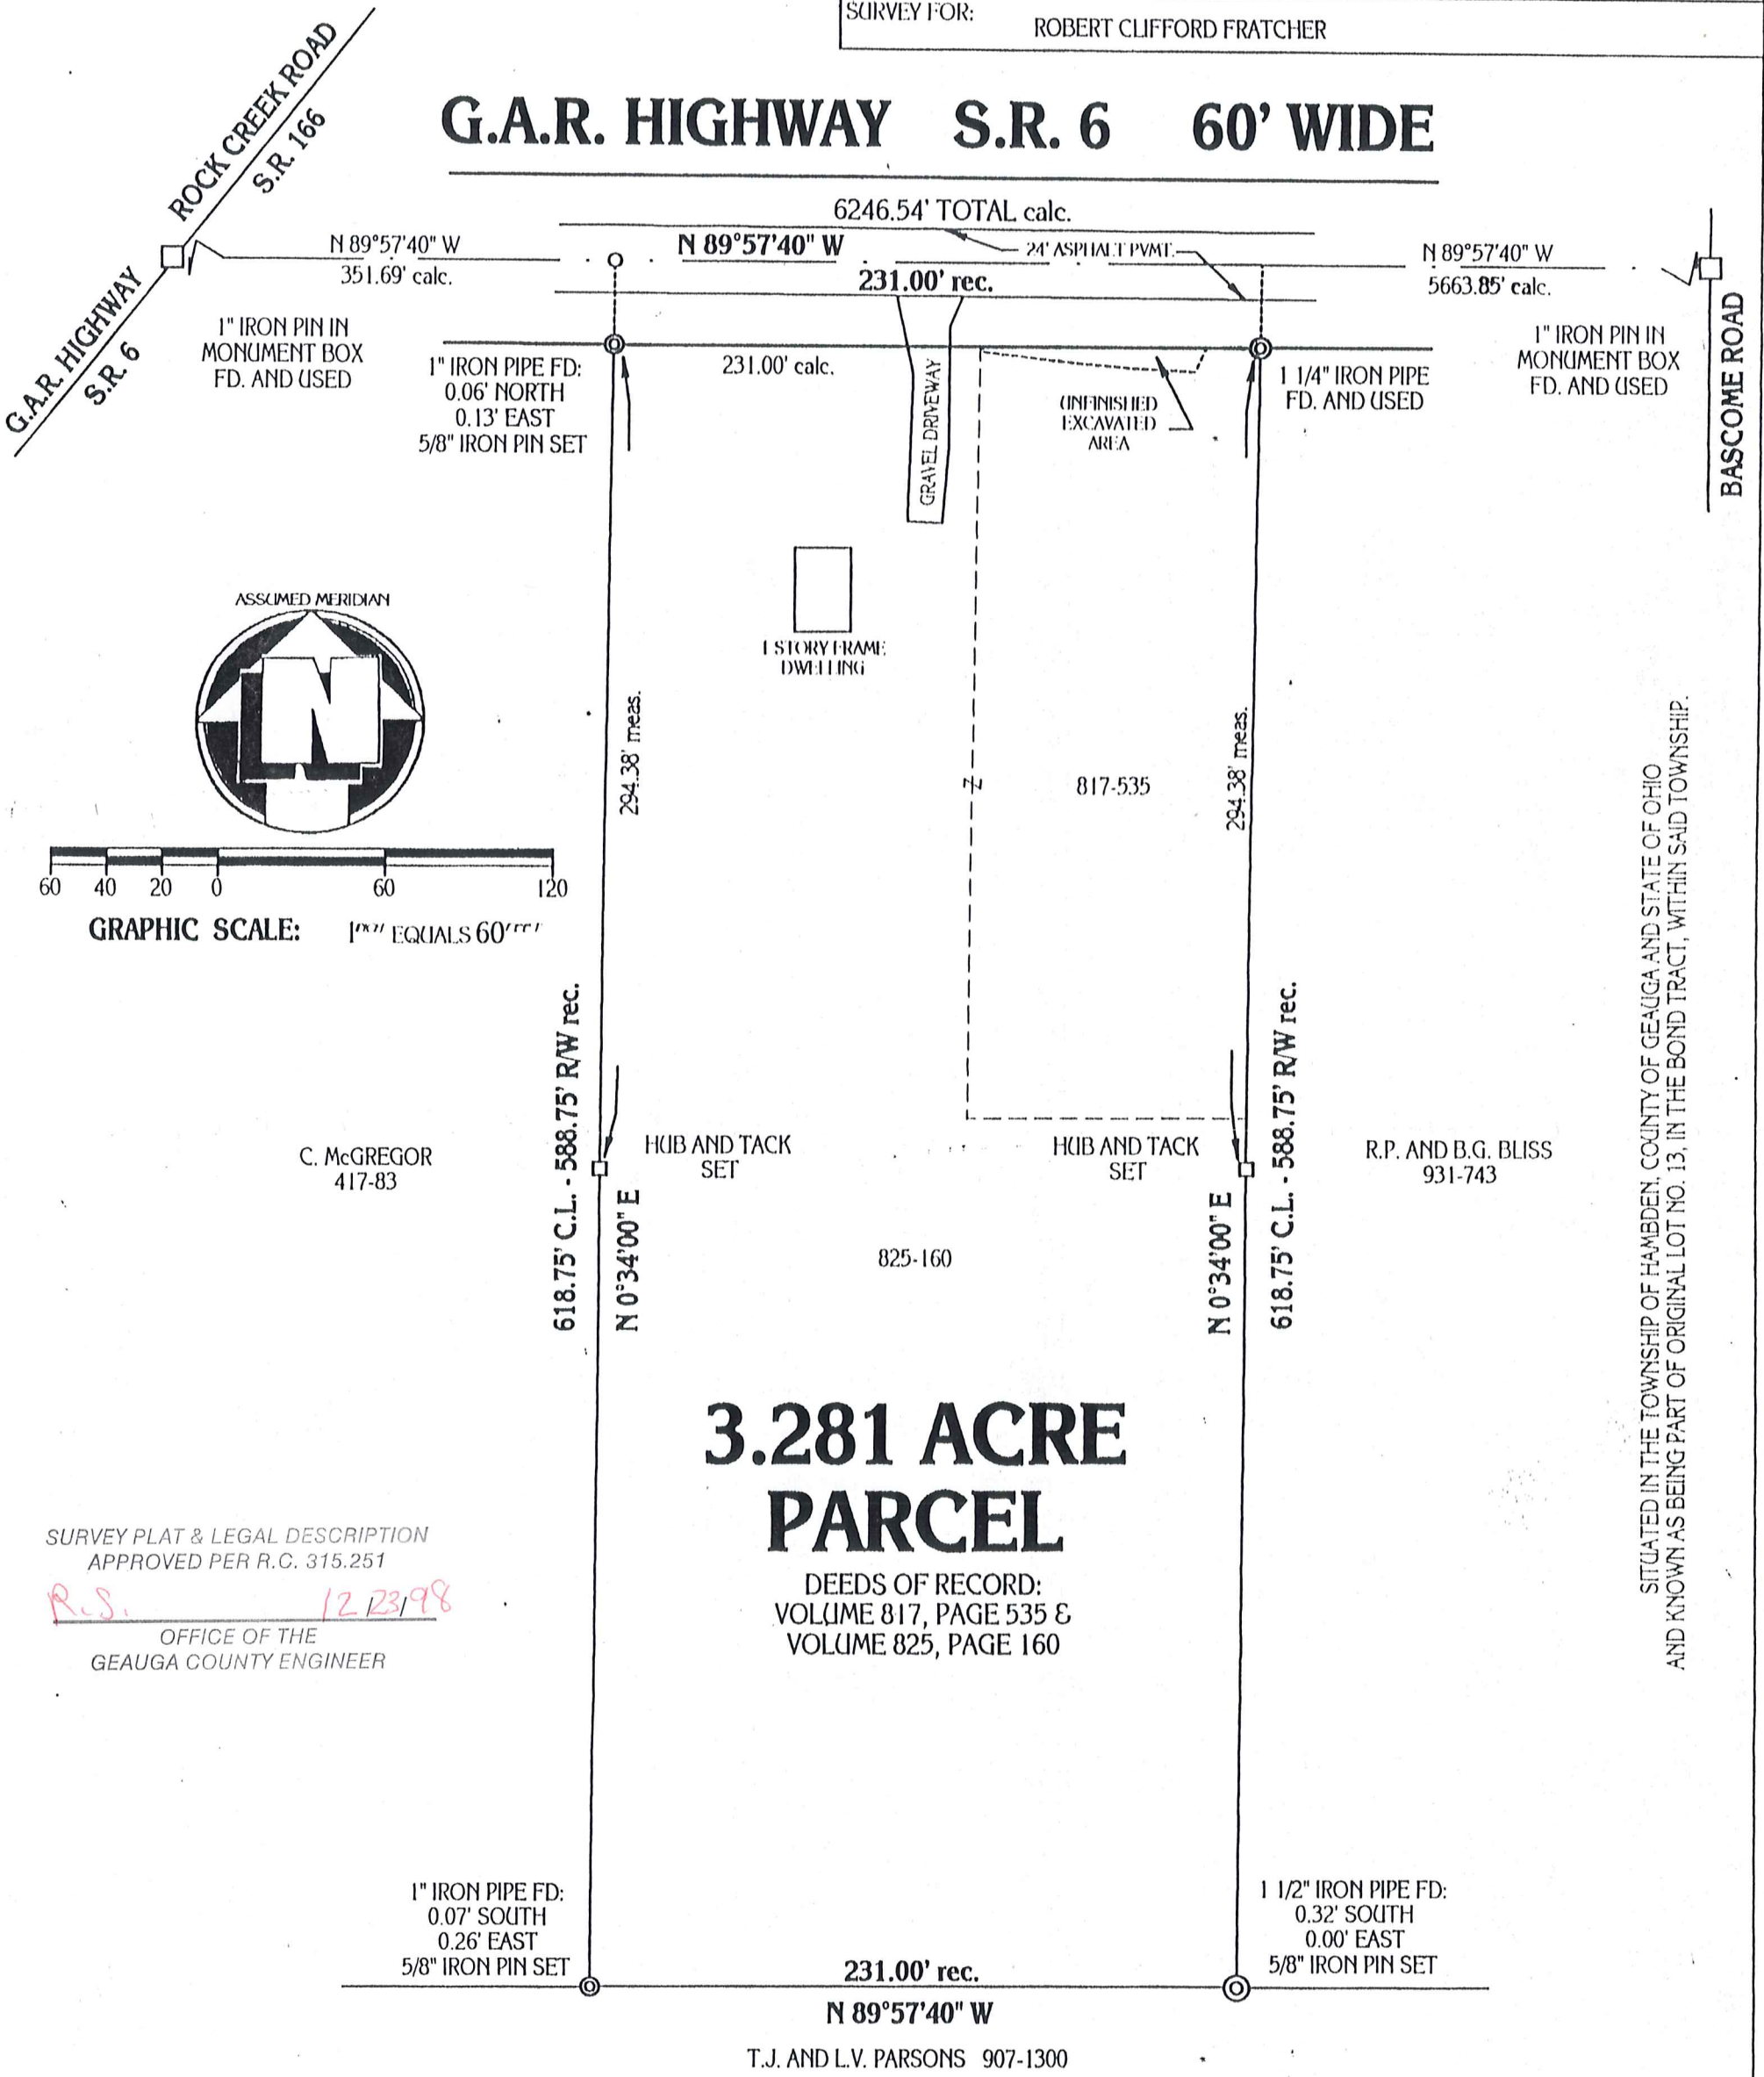 SURVEY FOR:
ROBERT CLIFFORD FRATCHER
ROCK CREEK ROAD
S.R. 166
G.A.R. HIGHWAY
S.R. 6
G.A.R. HIGHWAY S.R. 6 60' WIDE
6246.54' TOTAL calc.
N 89°57'40" W
351.69' calc.
N 89°57'40" W
24' ASPHALT PVMT.
231.00' rec.
N 89°57'40" W
5663.85' calc.
BASCOME ROAD
1" IRON PIN IN
MONUMENT BOX
FD. AND USED
1" IRON PIPE FD:
0.06' NORTH
0.13' EAST
5/8" IRON PIN SET
231.00' calc.
GRAVEL DRIVEWAY
UNFINISHED
EXCAVATED
AREA
1 1/4" IRON PIPE
FD. AND USED
1" IRON PIN IN
MONUMENT BOX
FD. AND USED
ASSUMED MERIDIAN
N
60 40 20 0 60 120
GRAPHIC SCALE: 1" EQUALS 60'
1 STORY FRAME
DWELLING
294.38' meas.
Z
817-535
294.38' meas.
618.75' C.L. - 588.75' R/W rec.
N 0°34'00" E
HUB AND TACK
SET
HUB AND TACK
SET
N 0°34'00" E
618.75' C.L. - 588.75' R/W rec.
C. McGREGOR
417-83
R.P. AND B.G. BLISS
931-743
825-160
SITUATED IN THE TOWNSHIP OF HAMBDEN, COUNTY OF GEAUGA AND STATE OF OHIO
AND KNOWN AS BEING PART OF ORIGINAL LOT NO. 13, IN THE BOND TRACT, WITHIN SAID TOWNSHIP.
3.281 ACRE
PARCEL
DEEDS OF RECORD:
VOLUME 817, PAGE 535 &
VOLUME 825, PAGE 160
SURVEY PLAT & LEGAL DESCRIPTION
APPROVED PER R.C. 315.251
R.S. 12/23/98
OFFICE OF THE
GEAUGA COUNTY ENGINEER
1" IRON PIPE FD:
0.07' SOUTH
0.26' EAST
5/8" IRON PIN SET
1 1/2" IRON PIPE FD:
0.32' SOUTH
0.00' EAST
5/8" IRON PIN SET
231.00' rec.
N 89°57'40" W
T.J. AND L.V. PARSONS 907-1300